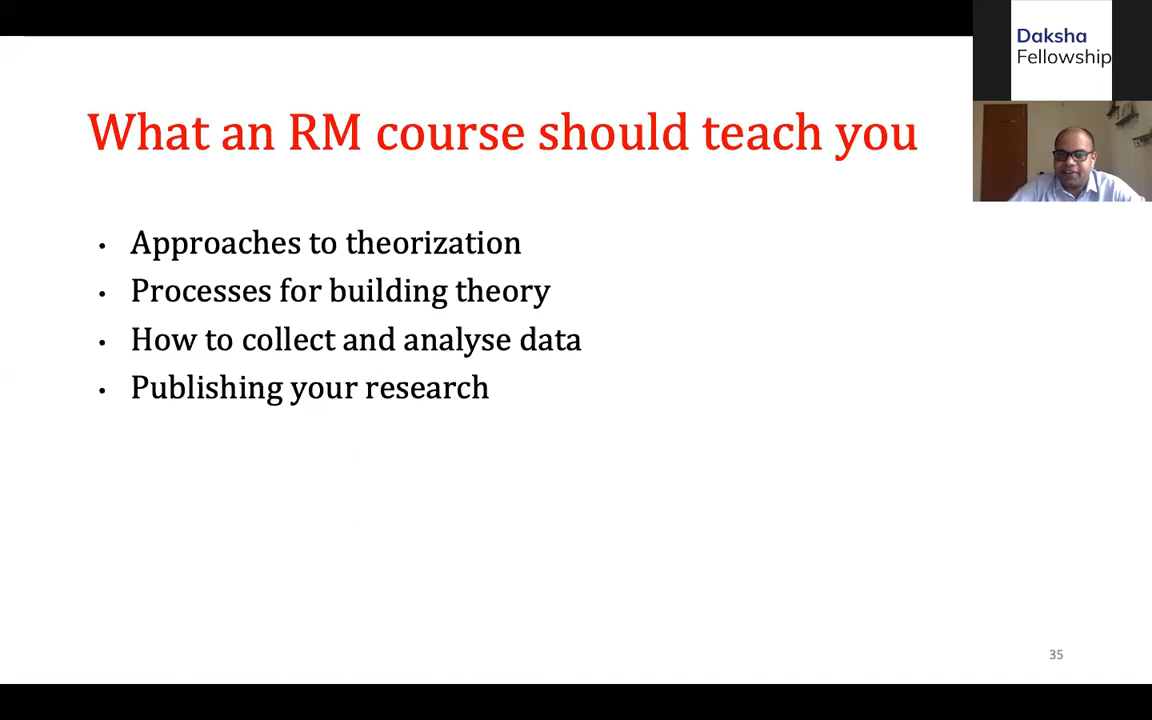 Daksha
Fellowship
What an RM course should teach you
• Approaches to theorization
• Processes for building theory
• How to collect and analyse data
• Publishing your research
35